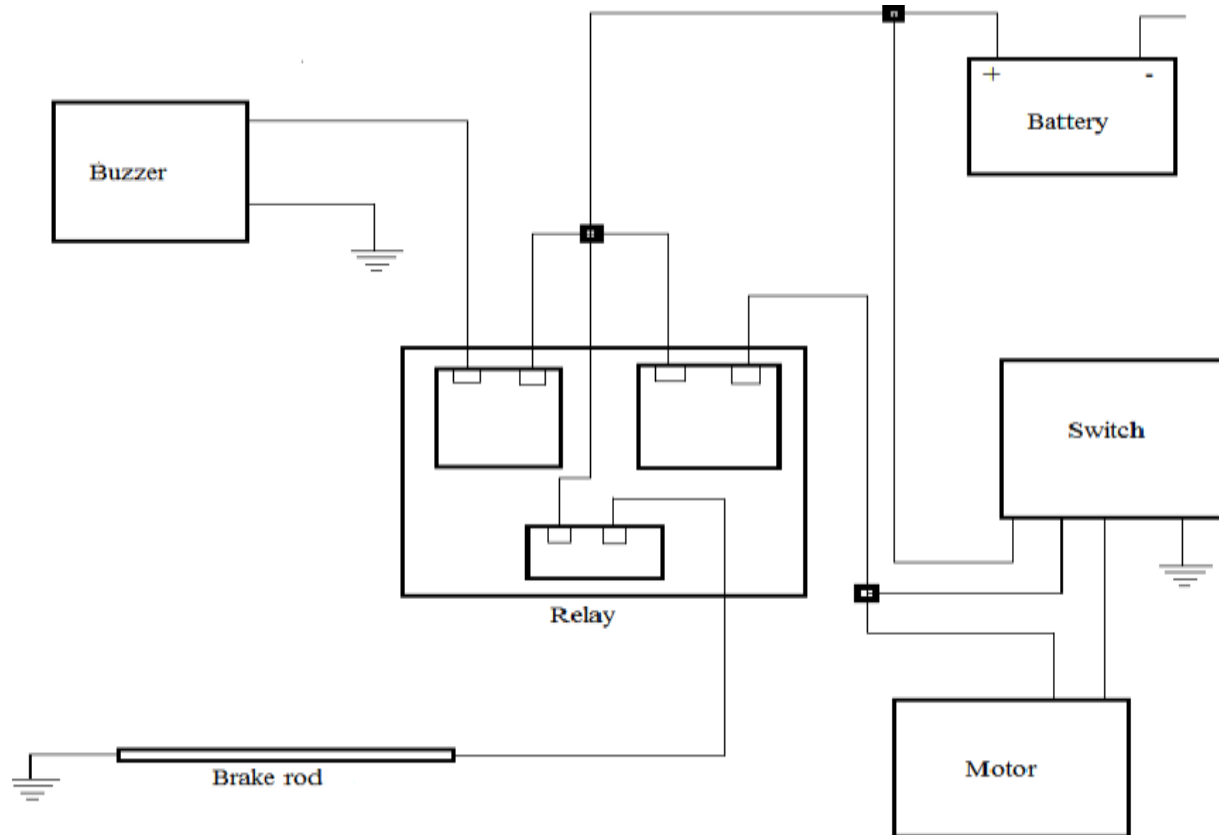 + -
Battery
Buzzer
Switch
Relay
Brake rod
Motor